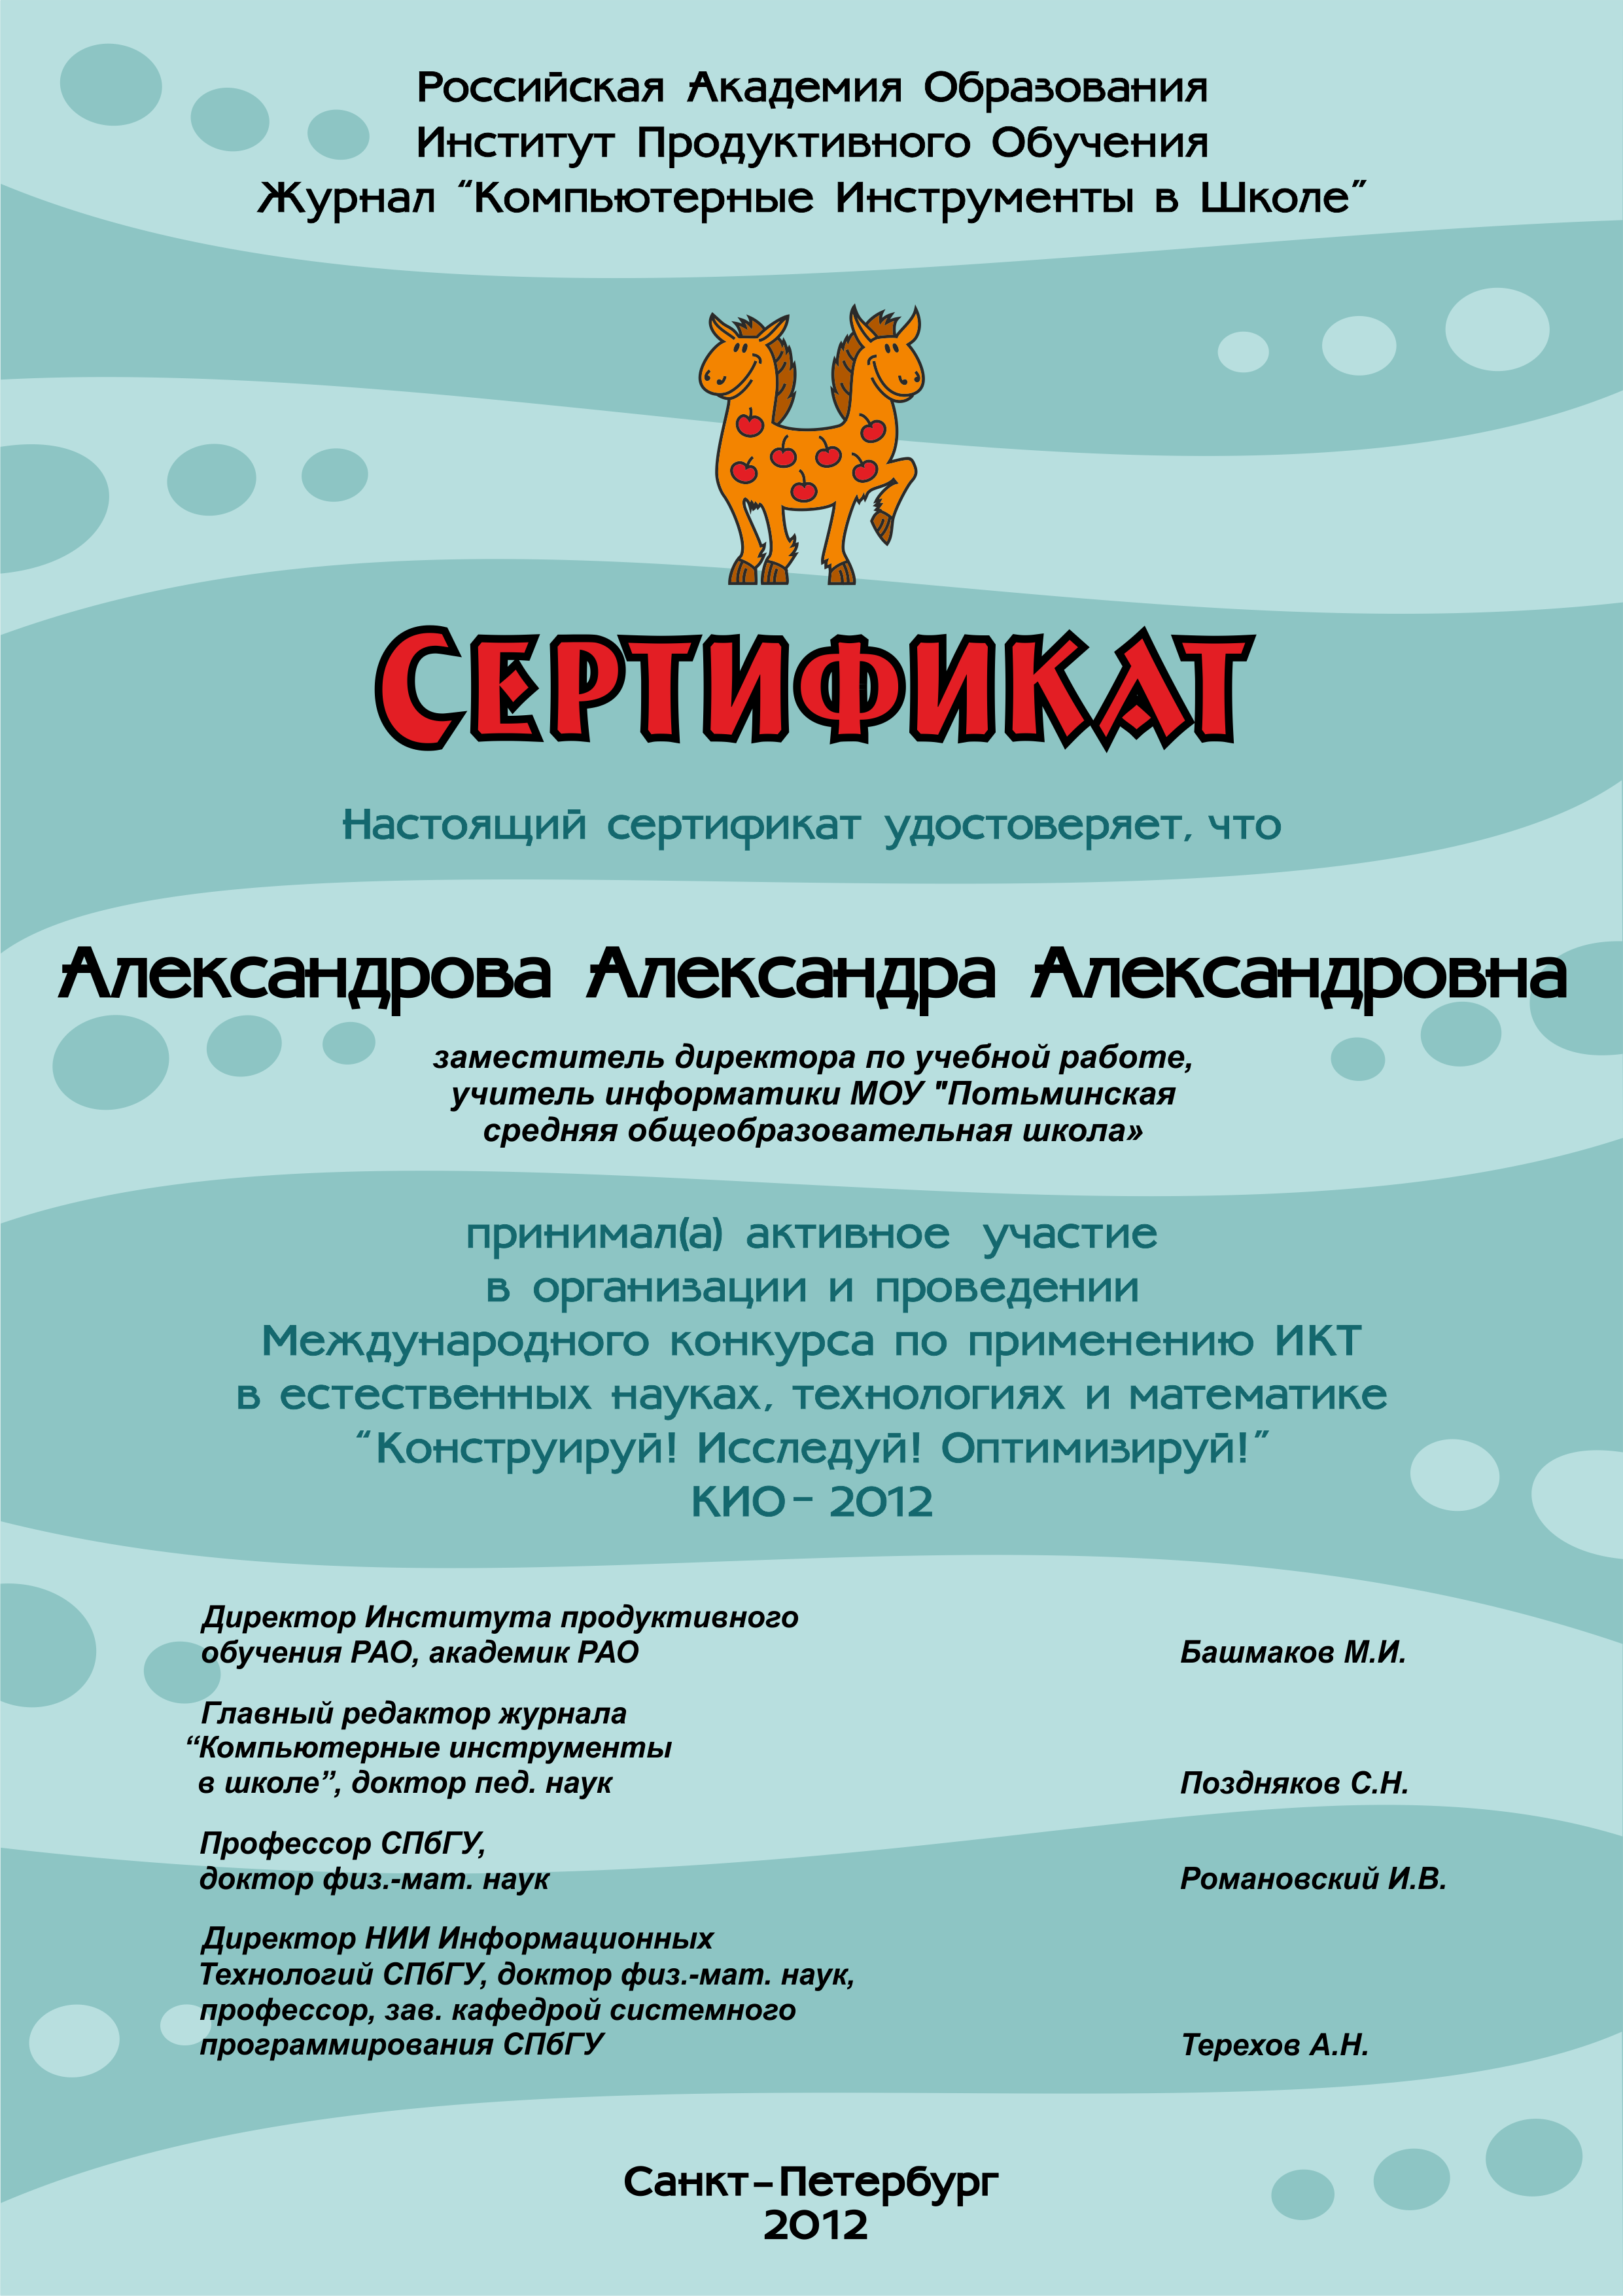 Российская Академия Образования
Институт Продуктивного Обучения
Журнал “Компьютерные Инструменты в Школе”
Сертификат
Настоящий сертификат удостоверяет, что
Александрова Александра Александровна
заместитель директора по учебной работе,
учитель информатики МОУ "Потьминская
средняя общеобразовательная школа»
принимал(а) активное участие
в организации и проведении
Международного конкурса по применению ИКТ
в естественных науках, технологиях и математике
“Конструируй! Исследуй! Оптимизируй!”
КИО – 2012
Директор Института продуктивного
обучения РАО, академик РАО Башмаков М.И.
Главный редактор журнала
“Компьютерные инструменты
в школе”, доктор пед. наук Поздняков С.Н.
Профессор СПбГУ,
доктор физ.-мат. наук Романовский И.В.
Директор НИИ Информационных
Технологий СПбГУ, доктор физ.-мат. наук,
профессор, зав. кафедрой системного
программирования СПбГУ Терехов А.Н.
Санкт–Петербург
2012